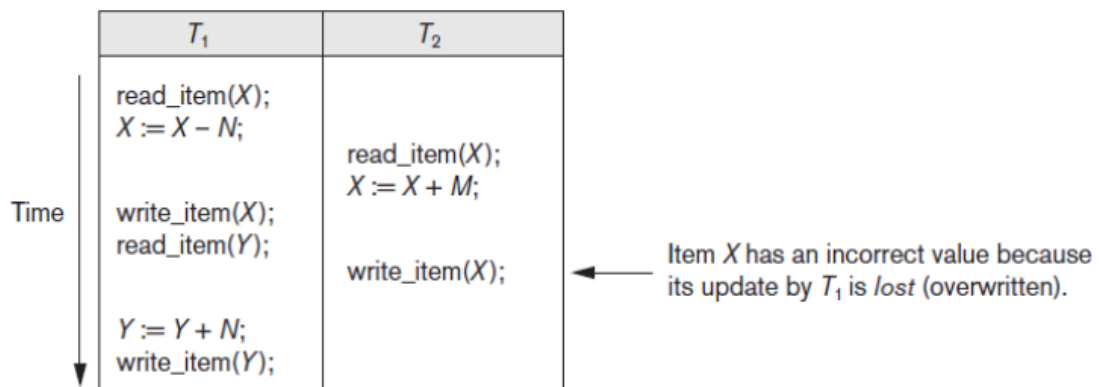 T₁ T₂
read_item(X);
X := X – N;
read_item(X);
X := X + M;
Time
write_item(X);
read_item(Y);
write_item(X);
Item X has an incorrect value because
its update by T₁ is lost (overwritten).
Y := Y + N;
write_item(Y);